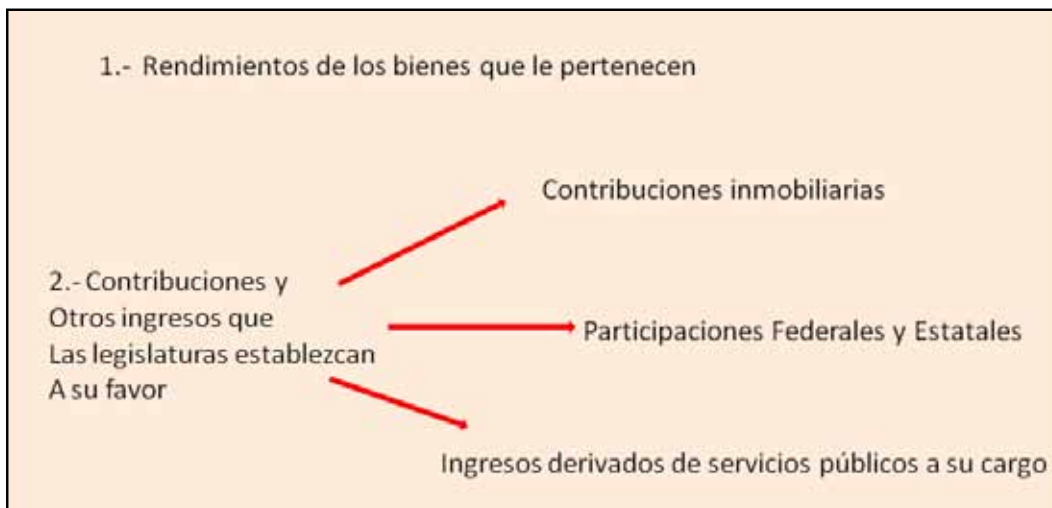 1.- Rendimientos de los bienes que le pertenecen
Contribuciones inmobiliarias
2.- Contribuciones y
Otros ingresos que
Las legislaturas establezcan
A su favor
Participaciones Federales y Estatales
Ingresos derivados de servicios públicos a su cargo